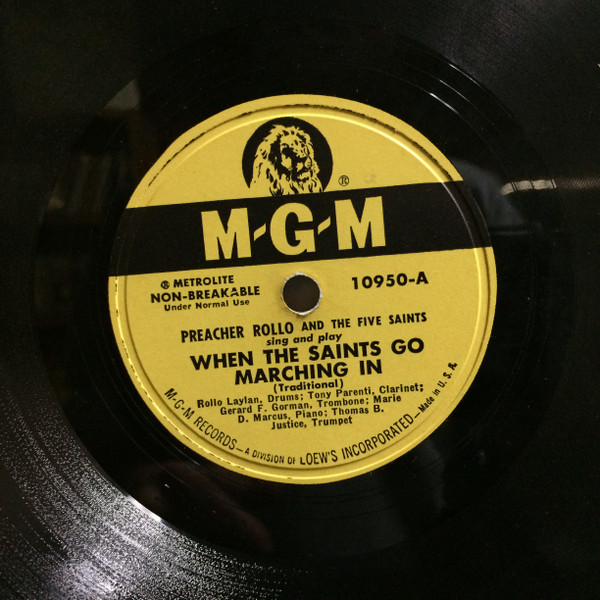 ®
M-G-M
® METROLITE
NON-BREAKABLE
Under Normal Use
10950-A
PREACHER ROLLO AND THE FIVE SAINTS
sing and play
WHEN THE SAINTS GO
MARCHING IN
(Traditional)
Rollo Laylan, Drums; Tony Parenti, Clarinet;
Gerard F. Gorman, Trombone; Marie
D. Marcus, Piano; Thomas B.
Justice, Trumpet
M-G-M RECORDS—A DIVISION OF LOEW'S INCORPORATED—Made in U. S. A.